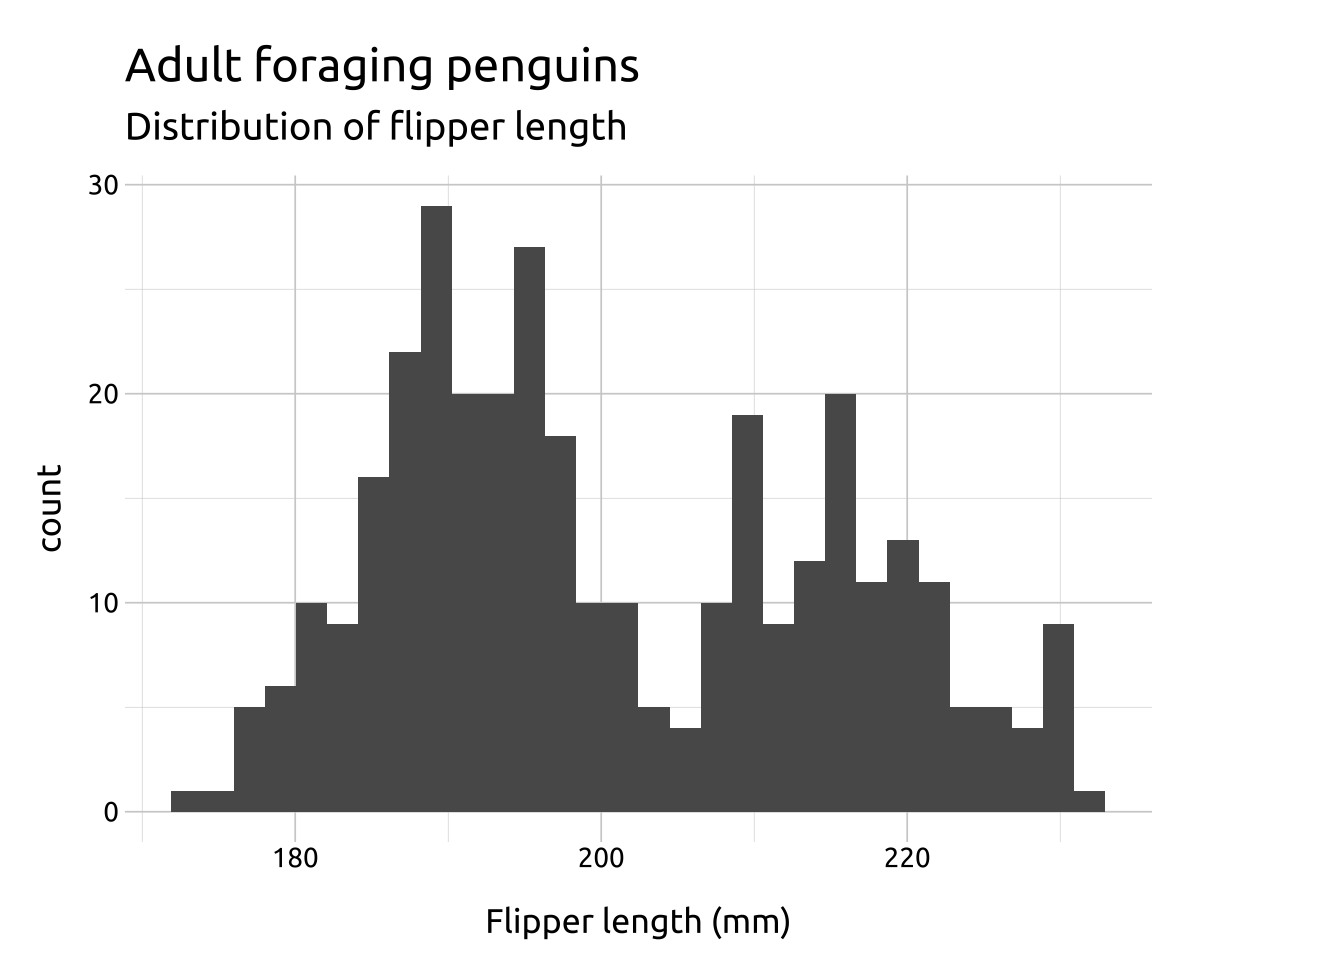 Adult foraging penguins
Distribution of flipper length
30
20
10
0
count
180 200 220
Flipper length (mm)